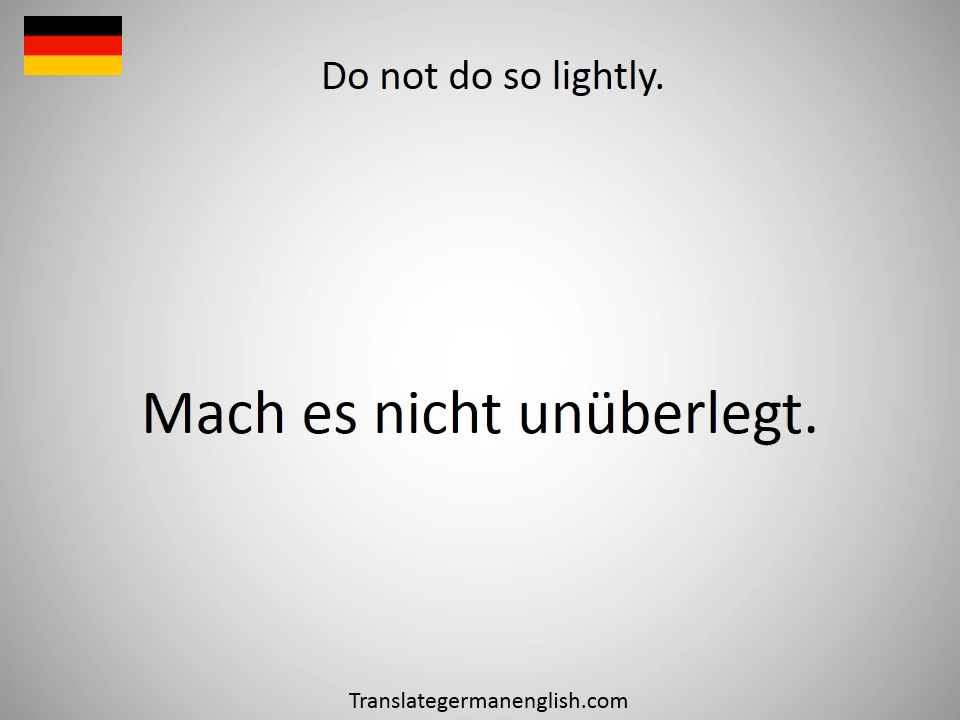 Do not do so lightly.
Mach es nicht unüberlegt.
Translategermanenglish.com